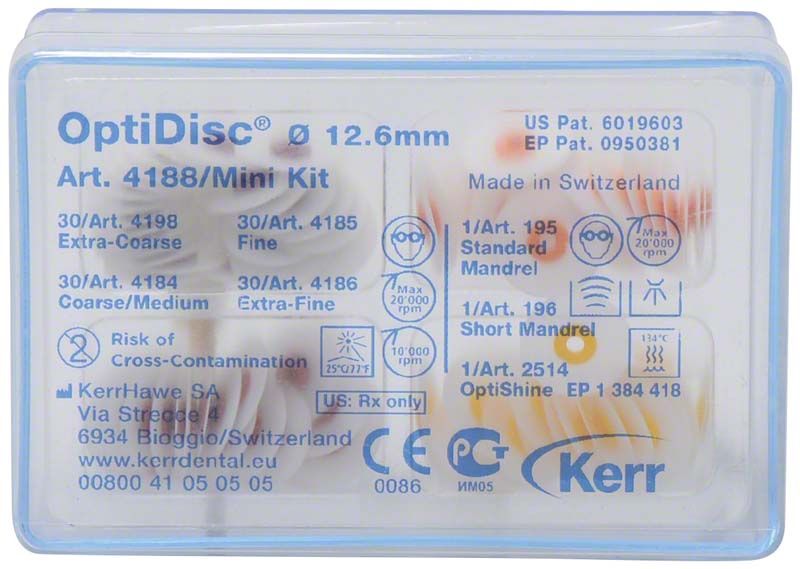 OptiDisc® ø 12.6mm
Art. 4188/Mini Kit
US Pat. 6019603
EP Pat. 0950381
Made in Switzerland
30/Art. 4198
Extra-Coarse
30/Art. 4185
Fine
30/Art. 4184
Coarse/Medium
30/Art. 4186
Extra-Fine
Max
20'000
rpm
1/Art. 195
Standard
Mandrel
Max
20'000
rpm
1/Art. 196
Short Mandrel
134°C
1/Art. 2514
OptiShine EP 1 384 418
2
Risk of
Cross-Contamination
25°C/77°F
10'000
rpm
US: Rx only
KerrHawe SA
Via Strecce 4
6934 Bioggio/Switzerland
www.kerrdental.eu
00800 41 05 05 05
CE
0086
РСТ
ИМ05
Kerr